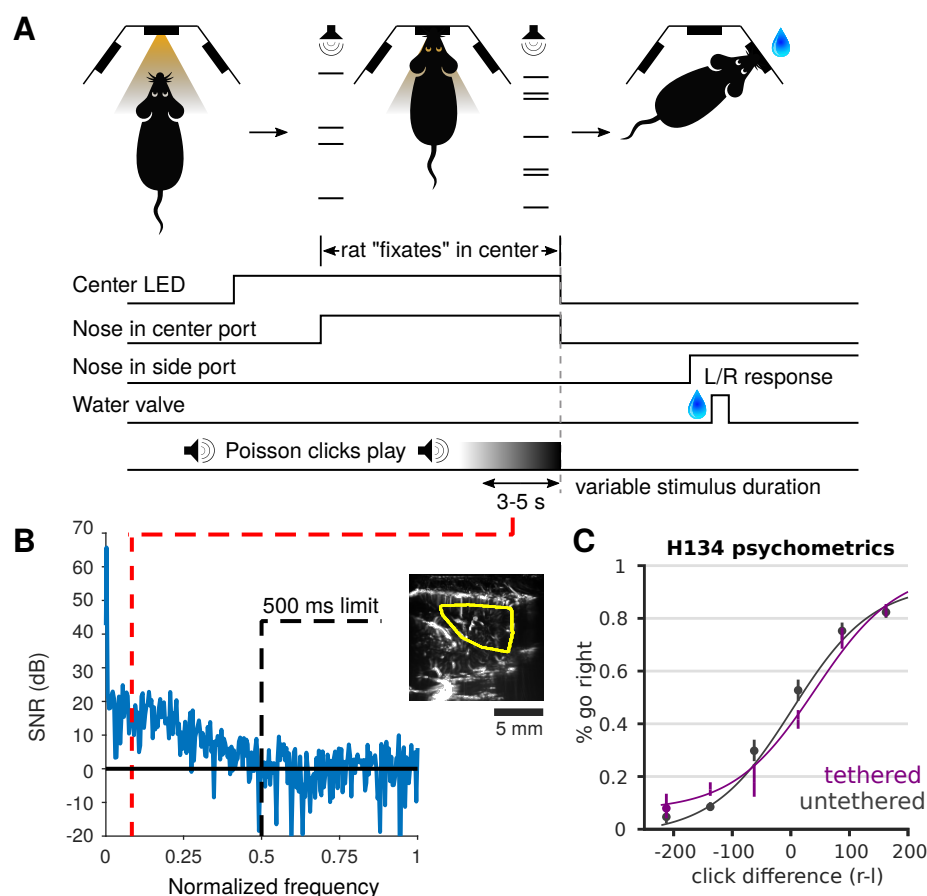 A
rat "fixates" in center
Center LED
Nose in center port
Nose in side port
L/R response
Water valve
Poisson clicks play
3-5 s
variable stimulus duration
B
70
60
50
40
30
20
10
0
-10
-20
SNR (dB)
500 ms limit
5 mm
0
0.25
0.5
0.75
1
Normalized frequency
C
H134 psychometrics
1
0.8
0.6
0.4
0.2
0
% go right
tethered
untethered
-200
-100
0
100
200
click difference (r-l)